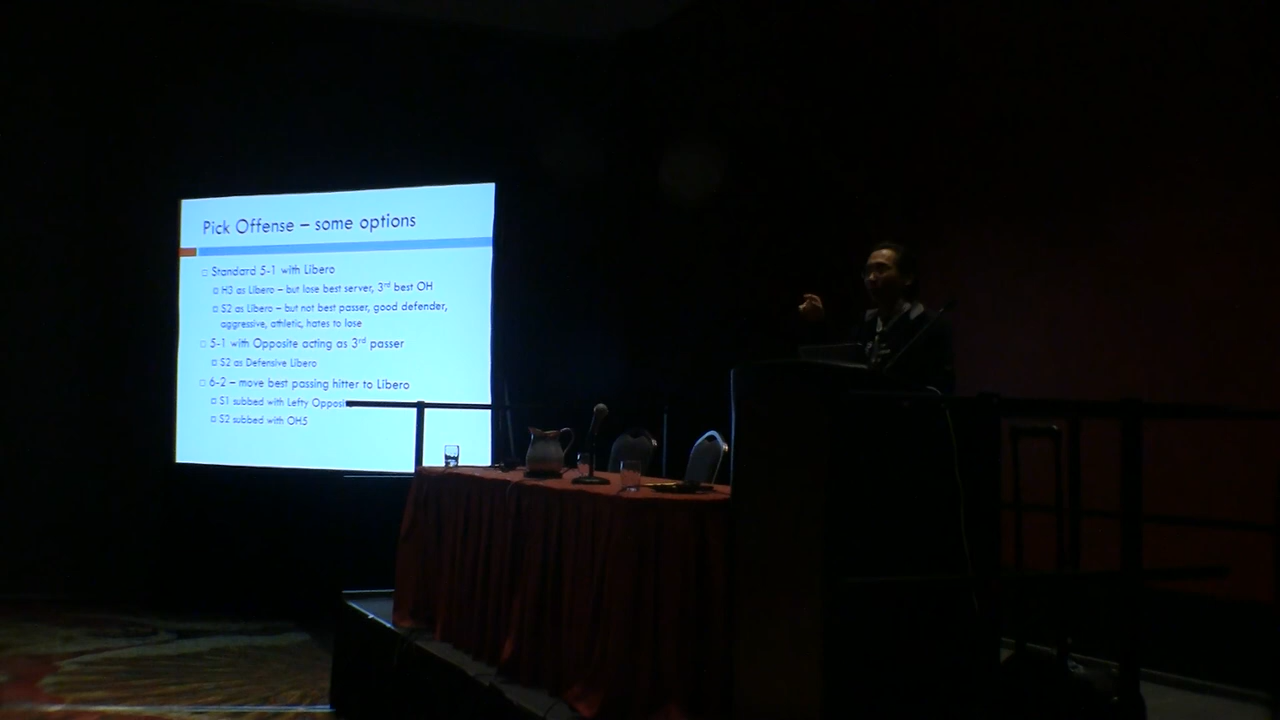 Pick Offense – some options
Standard 5-1 with Libero
H3 as Libero – but lose best server, 3rd best OH
S2 as Libero – but not best passer, good defender,
aggressive, athletic, hates to lose
5-1 with Opposite acting as 3rd passer
S2 as Defensive Libero
6-2 – move best passing hitter to Libero
S1 subbed with Lefty Opposi
S2 subbed with OH5